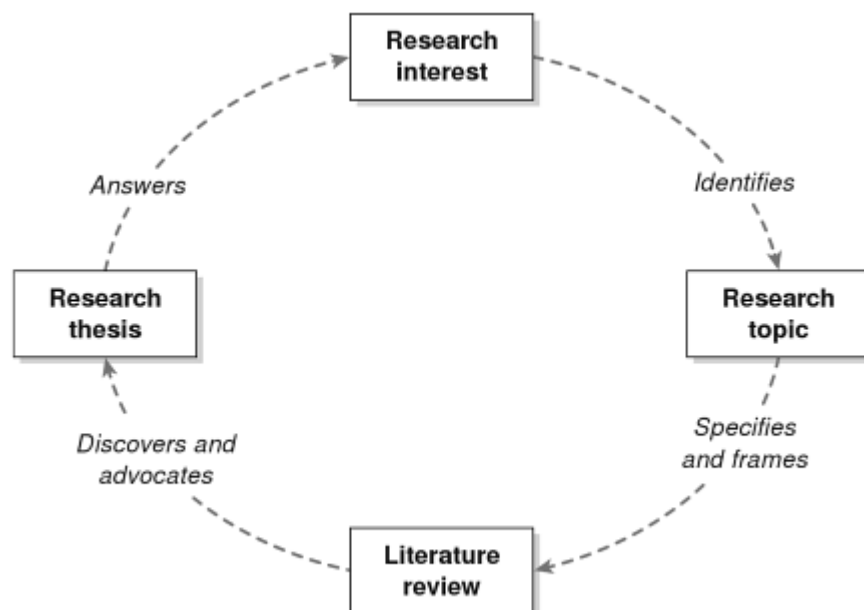 Research
interest
Answers
Identifies
Research
thesis
Research
topic
Discovers and
advocates
Specifies
and frames
Literature
review